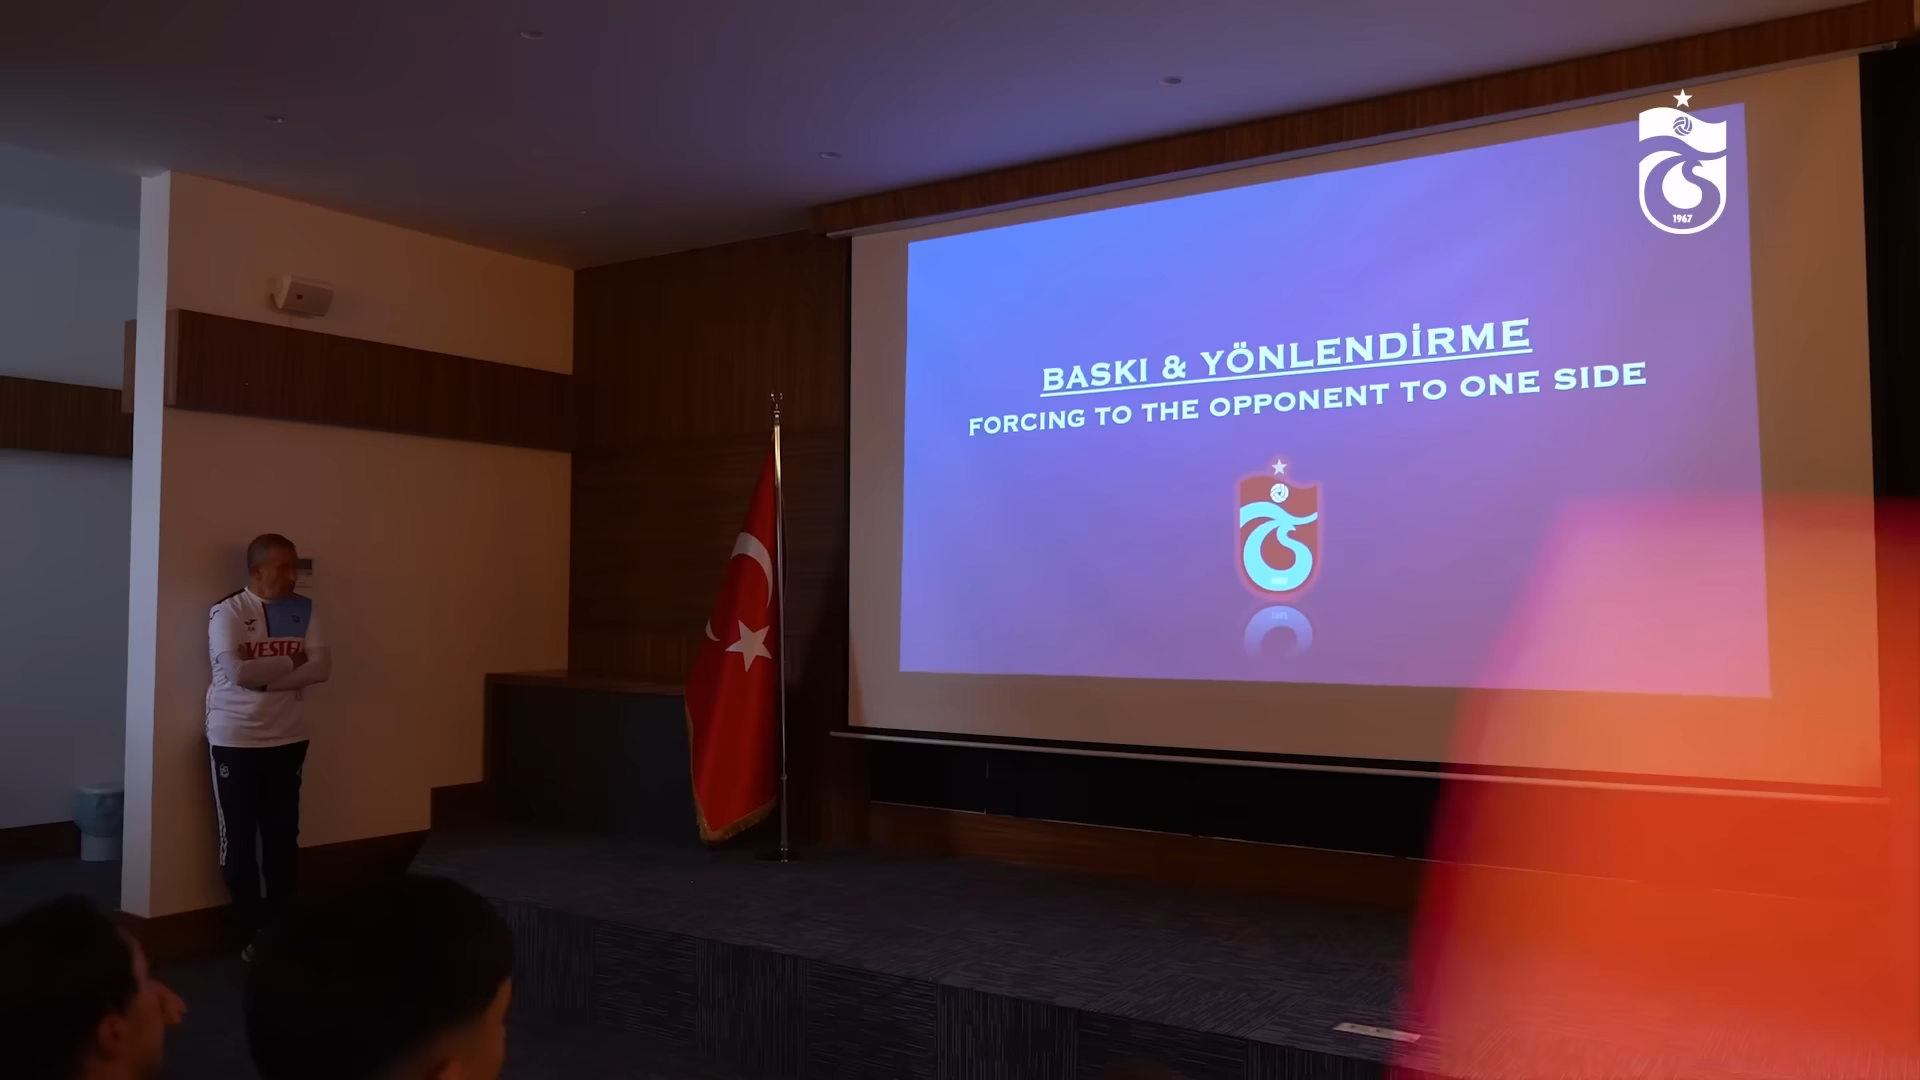 1967
BASKI & YÖNLENDİRME
FORCING TO THE OPPONENT TO ONE SIDE
VESTEL